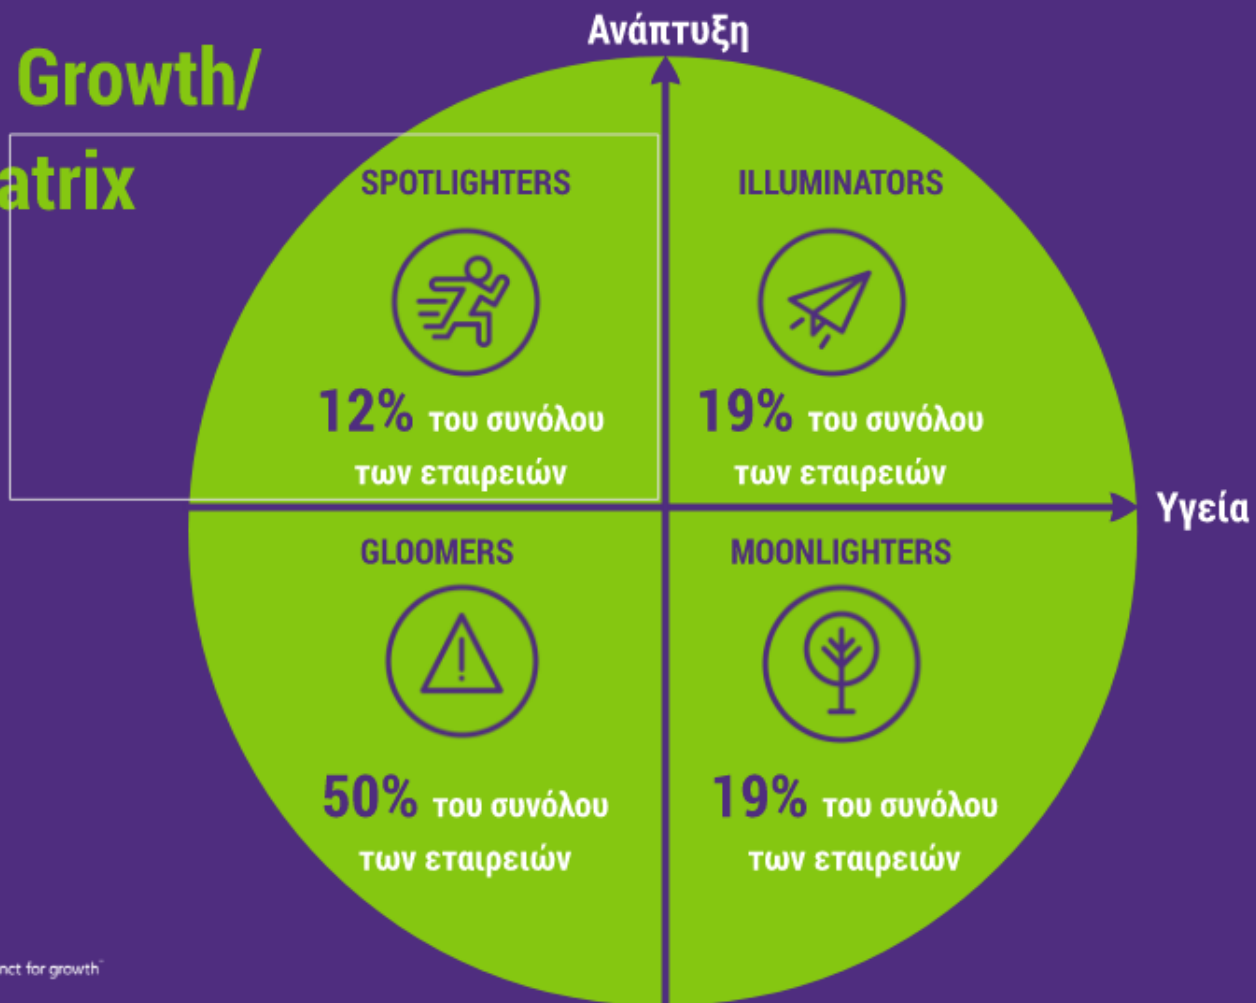 Growth/
atrix
Ανάπτυξη
SPOTLIGHTERS
12% του συνόλου
των εταιρειών
ILLUMINATORS
19% του συνόλου
των εταιρειών
Υγεία
GLOOMERS
50% του συνόλου
των εταιρειών
MOONLIGHTERS
19% του συνόλου
των εταιρειών
nct for growth™